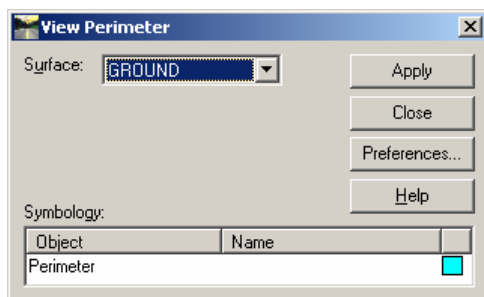 View Perimeter
Surface: GROUND
Apply
Close
Preferences...
Help
Symbology:
Object Name
Perimeter